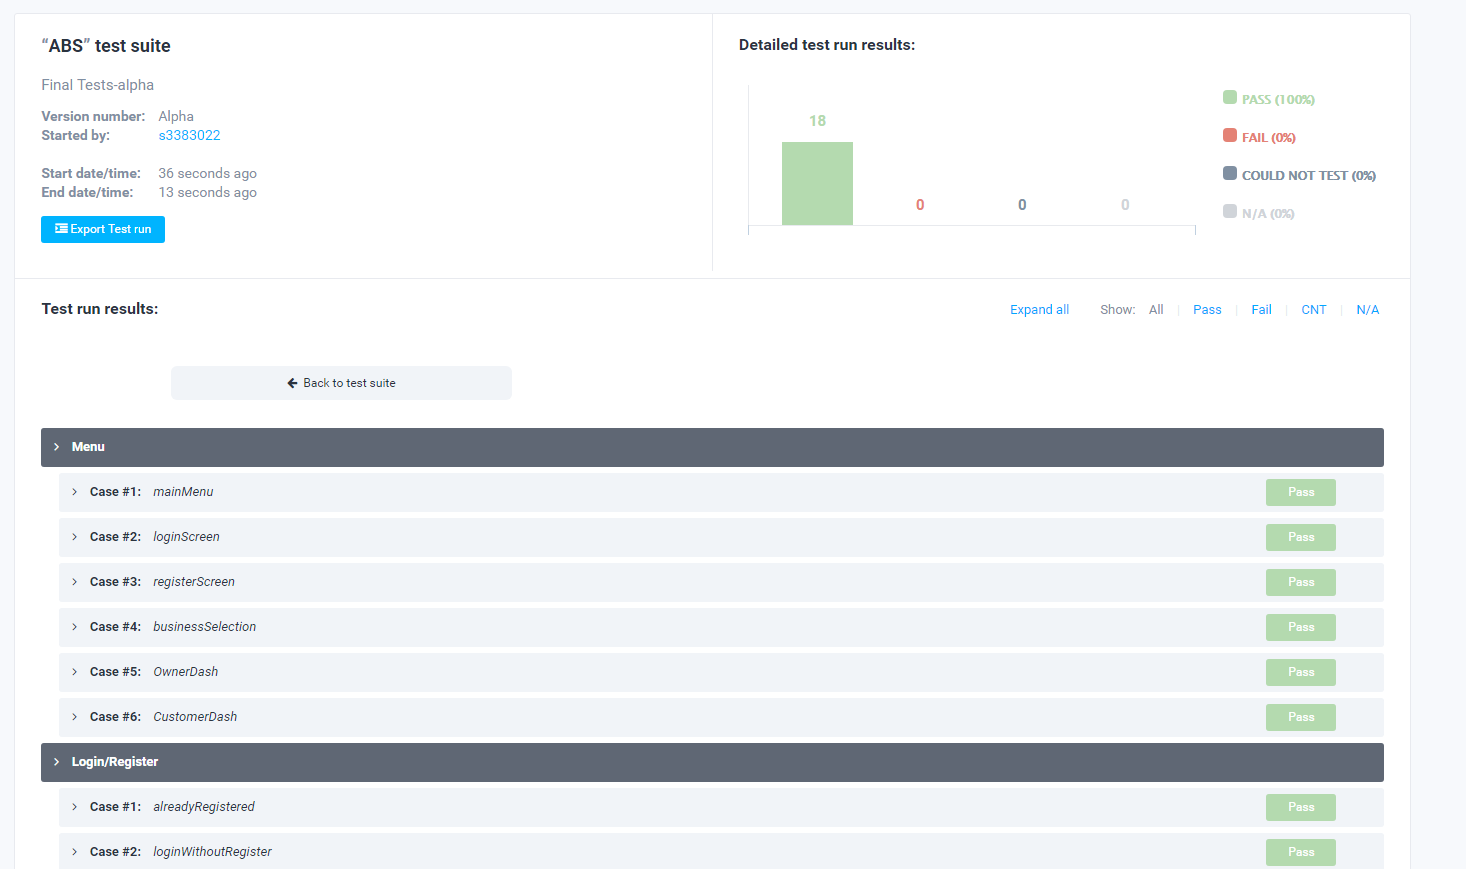 “ABS” test suite
Final Tests-alpha
Version number: Alpha
Started by: s3383022
Start date/time: 36 seconds ago
End date/time: 13 seconds ago
Export Test run
Detailed test run results:
18
0
0
0
PASS (100%)
FAIL (0%)
COULD NOT TEST (0%)
N/A (0%)
Test run results:
Expand all Show: All Pass Fail CNT N/A
Back to test suite
Menu
Case #1: mainMenu Pass
Case #2: loginScreen Pass
Case #3: registerScreen Pass
Case #4: businessSelection Pass
Case #5: OwnerDash Pass
Case #6: CustomerDash Pass
Login/Register
Case #1: alreadyRegistered Pass
Case #2: loginWithoutRegister Pass